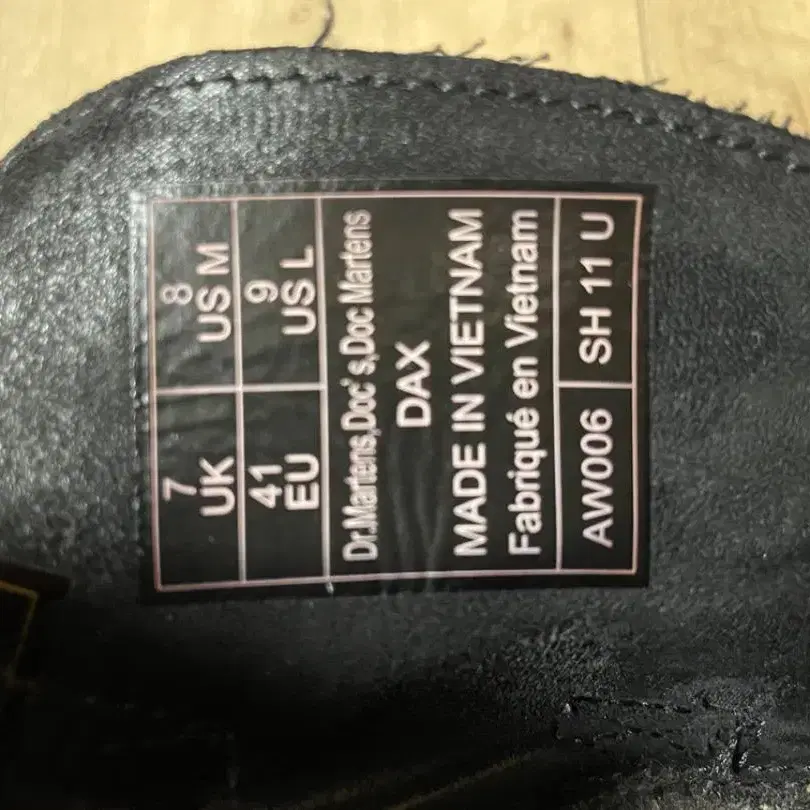 7 UK
8 US M
41 EU
9 US L
Dr.Martens,Doc's,Doc Martens
DAX
MADE IN VIETNAM
Fabriqué en Vietnam
AW006
SH 11 U